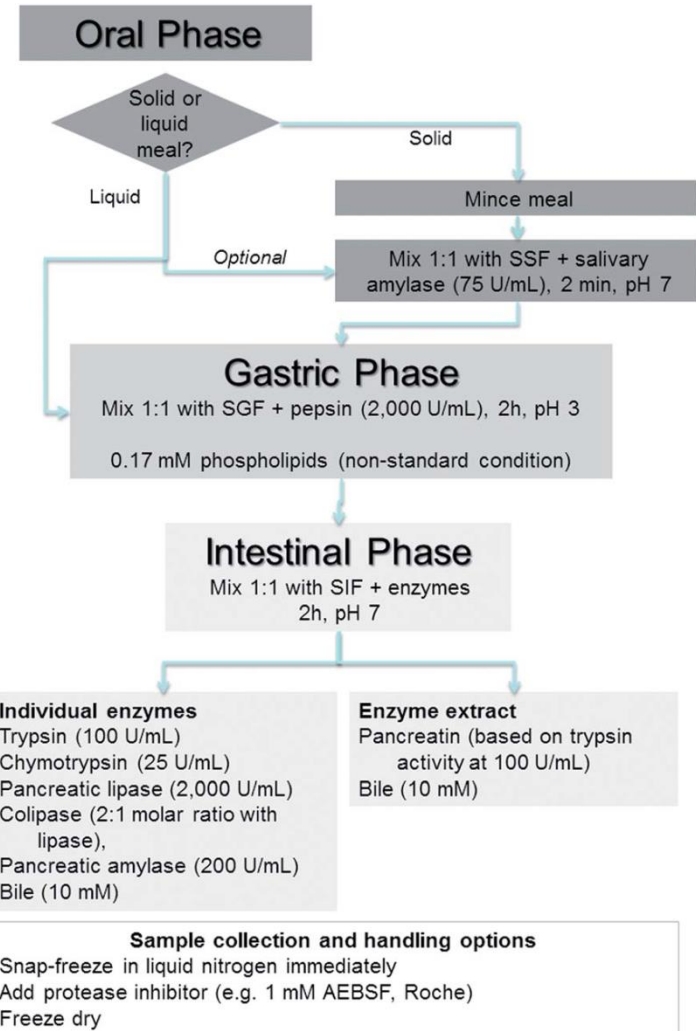 Oral Phase
Solid or
liquid
meal?
Solid
Liquid
Mince meal
Optional
Mix 1:1 with SSF + salivary
amylase (75 U/mL), 2 min, pH 7
Gastric Phase
Mix 1:1 with SGF + pepsin (2,000 U/mL), 2h, pH 3
0.17 mM phospholipids (non-standard condition)
Intestinal Phase
Mix 1:1 with SIF + enzymes
2h, pH 7
Individual enzymes
Trypsin (100 U/mL)
Chymotrypsin (25 U/mL)
Pancreatic lipase (2,000 U/mL)
Colipase (2:1 molar ratio with
lipase),
Pancreatic amylase (200 U/mL)
Bile (10 mM)
Enzyme extract
Pancreatin (based on trypsin
activity at 100 U/mL)
Bile (10 mM)
Sample collection and handling options
Snap-freeze in liquid nitrogen immediately
Add protease inhibitor (e.g. 1 mM AEBSF, Roche)
Freeze dry